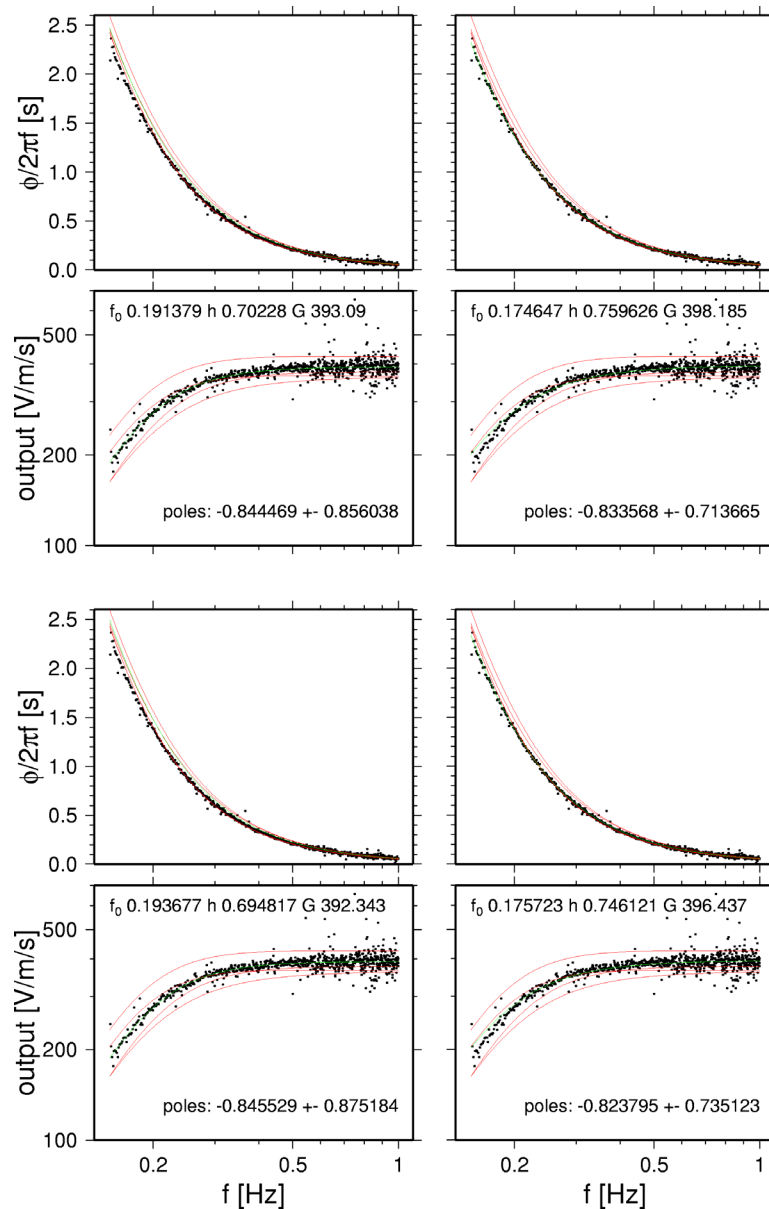 2.5
2.0
1.5
1.0
0.5
0.0
ϕ/2πf [s]
f0 0.191379 h 0.70228 G 393.09
f0 0.174647 h 0.759626 G 398.185
500
200
100
output [V/m/s]
poles: -0.844469 +- 0.856038
poles: -0.833568 +- 0.713665
2.5
2.0
1.5
1.0
0.5
0.0
ϕ/2πf [s]
f0 0.193677 h 0.694817 G 392.343
f0 0.175723 h 0.746121 G 396.437
500
200
100
output [V/m/s]
poles: -0.845529 +- 0.875184
poles: -0.823795 +- 0.735123
0.2 0.5 1
0.2 0.5 1
f [Hz]
f [Hz]